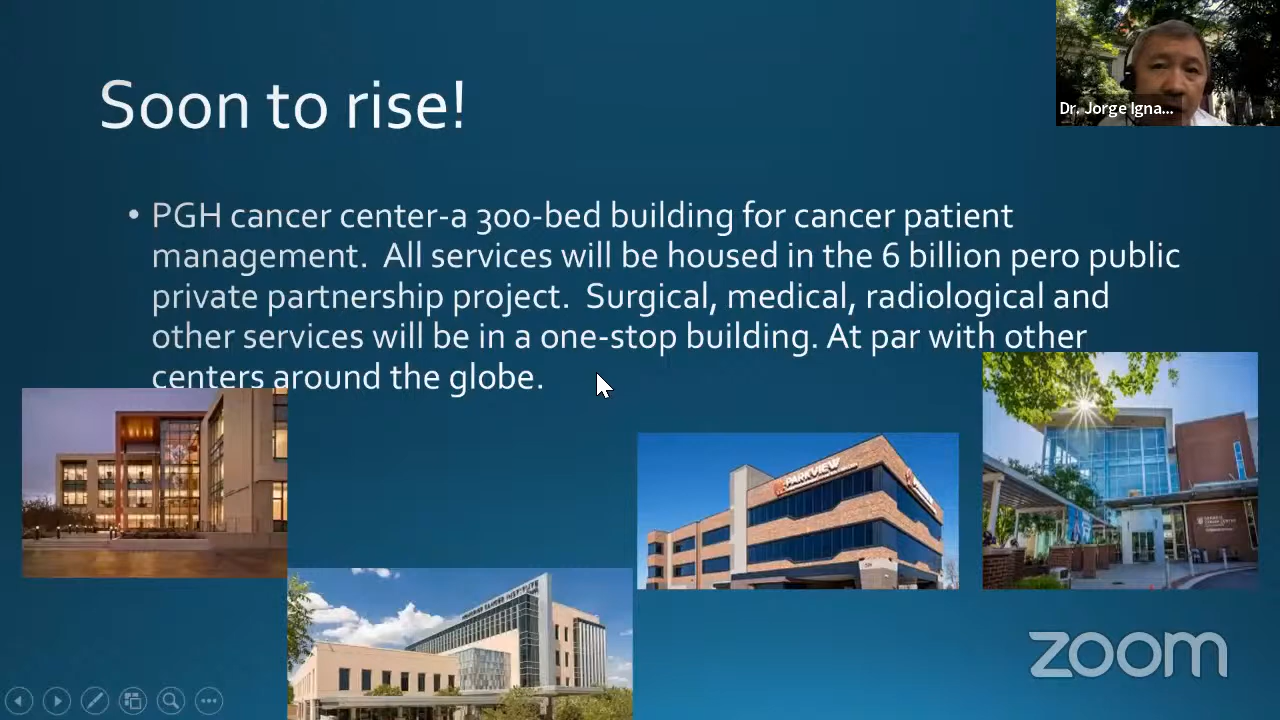 Soon to rise!
Dr. Jorge Igna...
• PGH cancer center-a 300-bed building for cancer patient
management.  All services will be housed in the 6 billion pero public
private partnership project.  Surgical, medical, radiological and
other services will be in a one-stop building. At par with other
centers around the globe.
PARKVIEW
zoom